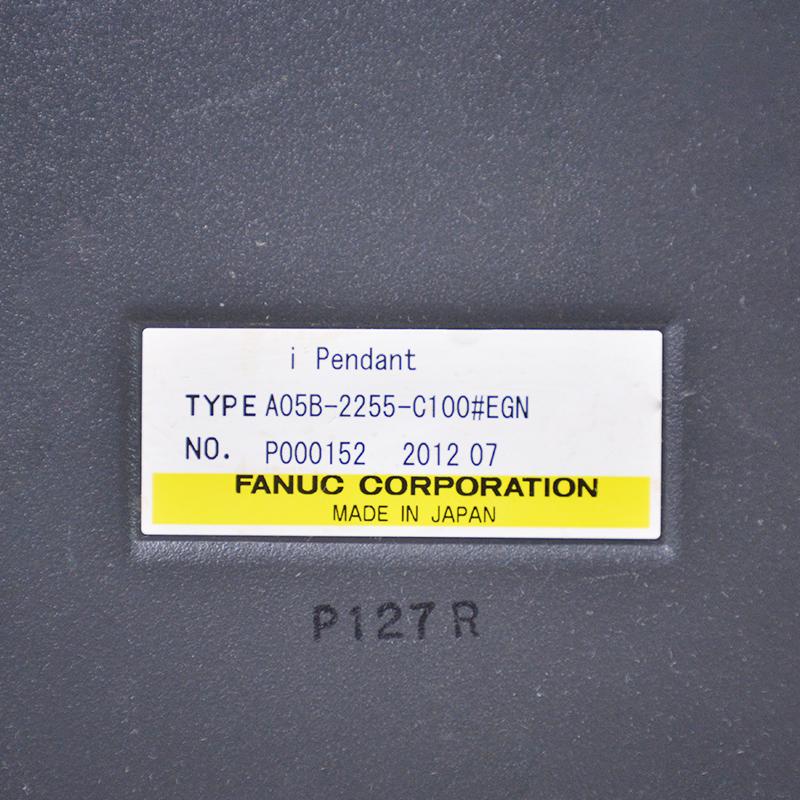 i Pendant
TYPE A05B-2255-C100#EGN
NO. P000152 2012 07
FANUC CORPORATION
MADE IN JAPAN
P127R